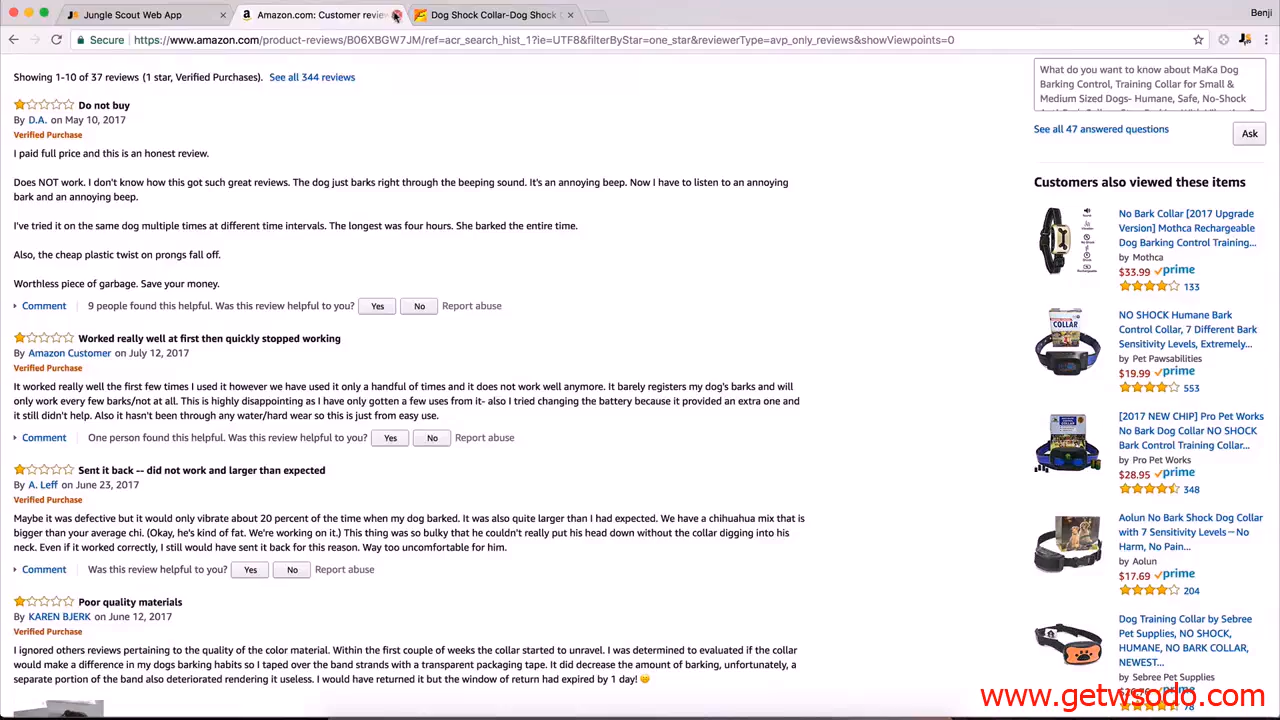 Jungle Scout Web App
Amazon.com: Customer review
Dog Shock Collar-Dog Shock
Benji
Secure
https://www.amazon.com/product-reviews/B06XBGW7JM/ref=acr_search_hist_1?ie=UTF8&filterByStar=one_star&reviewerType=avp_only_reviews&showViewpoints=0
Showing 1-10 of 37 reviews (1 star, Verified Purchases). See all 344 reviews
Do not buy
By D.A. on May 10, 2017
Verified Purchase
I paid full price and this is an honest review.
Does NOT work. I don't know how this got such great reviews. The dog just barks right through the beeping sound. It's an annoying beep. Now I have to listen to an annoying
bark and an annoying beep.
I've tried it on the same dog multiple times at different time intervals. The longest was four hours. She barked the entire time.
Also, the cheap plastic twist on prongs fall off.
Worthless piece of garbage. Save your money.
Comment
9 people found this helpful. Was this review helpful to you? Yes No Report abuse
Worked really well at first then quickly stopped working
By Amazon Customer on July 12, 2017
Verified Purchase
It worked really well the first few times I used it however we have used it only a handful of times and it does not work well anymore. It barely registers my dog's barks and will
only work every few barks/not at all. This is highly disappointing as I have only gotten a few uses from it- also I tried changing the battery because it provided an extra one and
it still didn't help. Also it hasn't been through any water/hard wear so this is just from easy use.
Comment
One person found this helpful. Was this review helpful to you? Yes No Report abuse
Sent it back -- did not work and larger than expected
By A. Leff on June 23, 2017
Verified Purchase
Maybe it was defective but it would only vibrate about 20 percent of the time when my dog barked. It was also quite larger than I had expected. We have a chihuahua mix that is
bigger than your average chi. (Okay, he's kind of fat. We're working on it.) This thing was so bulky that he couldn't really put his head down without the collar digging into his
neck. Even if it worked correctly, I still would have sent it back for this reason. Way too uncomfortable for him.
Comment
Was this review helpful to you? Yes No Report abuse
Poor quality materials
By KAREN BJERK on June 12, 2017
Verified Purchase
I ignored others reviews pertaining to the quality of the color material. Within the first couple of weeks the collar started to unravel. I was determined to evaluated if the collar
would make a difference in my dogs barking habits so I taped over the band strands with a transparent packaging tape. It did decrease the amount of barking, unfortunately, a
separate portion of the band also deteriorated rendering it useless. I would have returned it but the window of return had expired by 1 day!
What do you want to know about MaKa Dog
Barking Control, Training Collar for Small &
Medium Sized Dogs- Humane, Safe, No-Shock
See all 47 answered questions
Ask
Customers also viewed these items
No Bark Collar [2017 Upgrade
Version] Mothca Rechargeable
Dog Barking Control Training...
by Mothca
$33.99 prime
133
NO SHOCK Humane Bark
Control Collar, 7 Different Bark
Sensitivity Levels, Extremely...
by Pet Pawsabilities
$19.99 prime
553
COLLAR
[2017 NEW CHIP] Pro Pet Works
No Bark Dog Collar NO SHOCK
Bark Control Training Collar...
by Pro Pet Works
$28.95 prime
348
Aolun No Bark Shock Dog Collar
with 7 Sensitivity Levels—No
Harm, No Pain...
by Aolun
$17.69 prime
204
Dog Training Collar by Sebree
Pet Supplies, NO SHOCK,
HUMANE, NO BARK COLLAR,
NEWEST...
by Sebree Pet Supplies
78
www.getwsodo.com